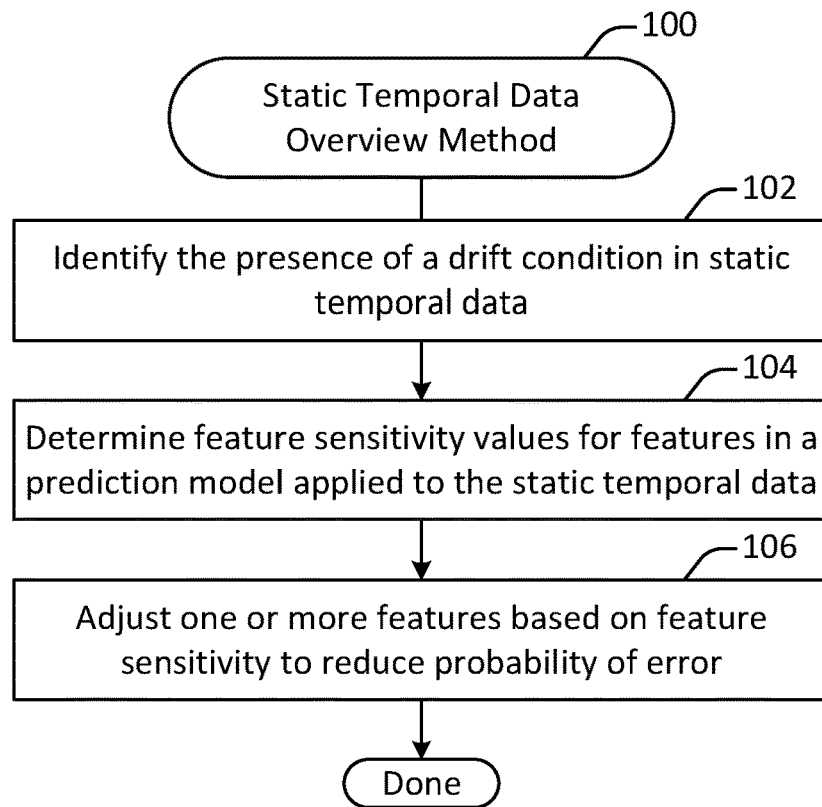 100
Static Temporal Data
Overview Method
102
Identify the presence of a drift condition in static
temporal data
104
Determine feature sensitivity values for features in a
prediction model applied to the static temporal data
106
Adjust one or more features based on feature
sensitivity to reduce probability of error
Done